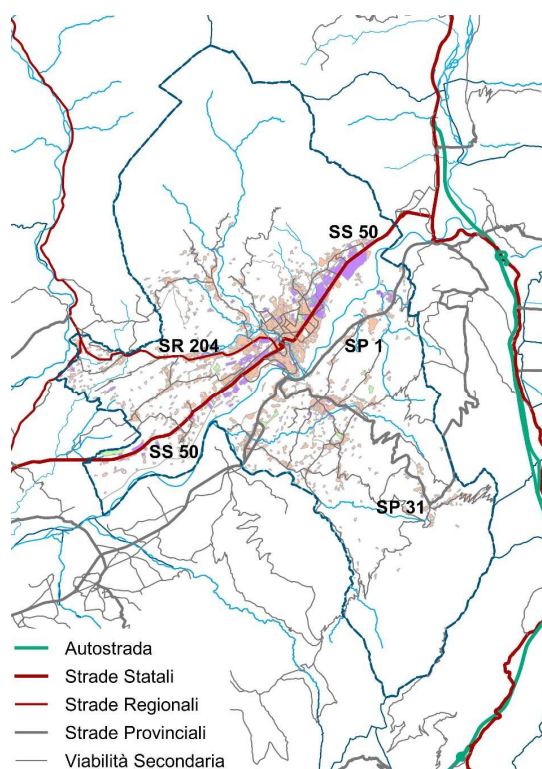 SS 50
SR 204
SP 1
SS 50
SP 31
Autostrada
Strade Statali
Strade Regionali
Strade Provinciali
Viabilità Secondaria